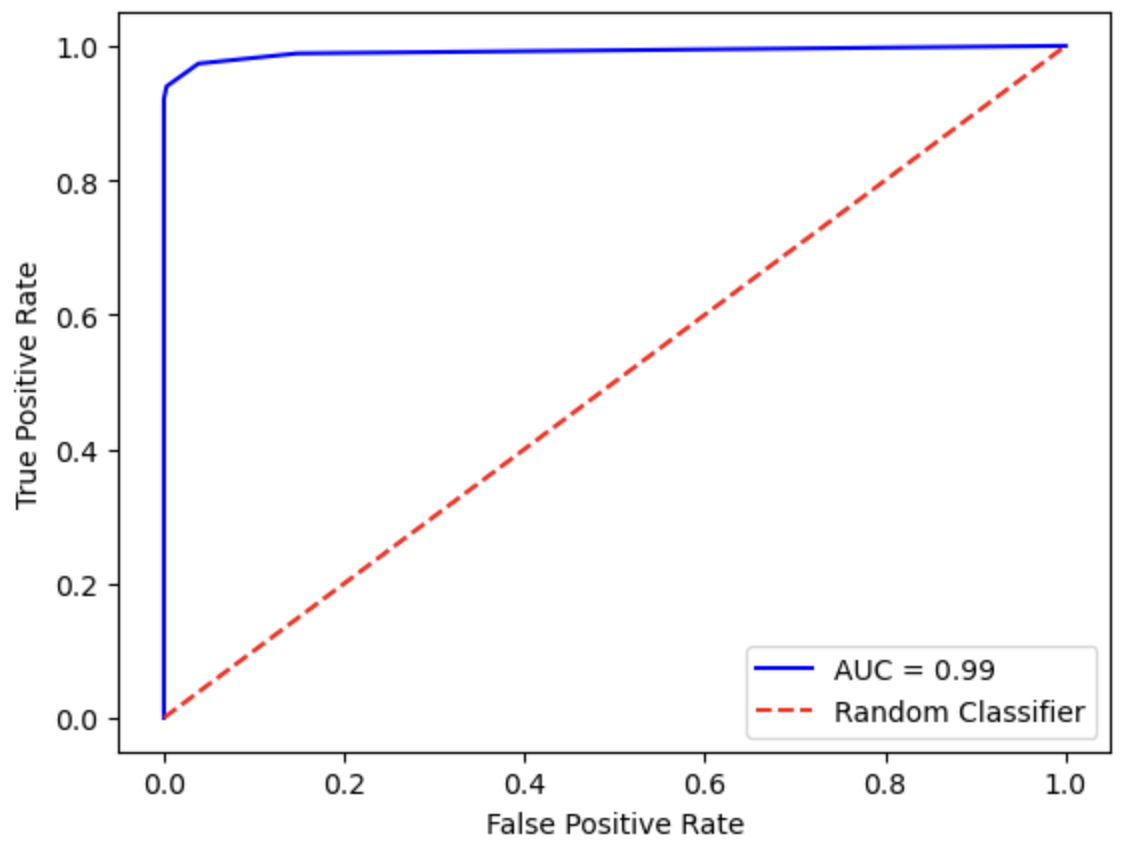 1.0
0.8
0.6
0.4
0.2
0.0
True Positive Rate
AUC = 0.99
Random Classifier
0.0 0.2 0.4 0.6 0.8 1.0
False Positive Rate